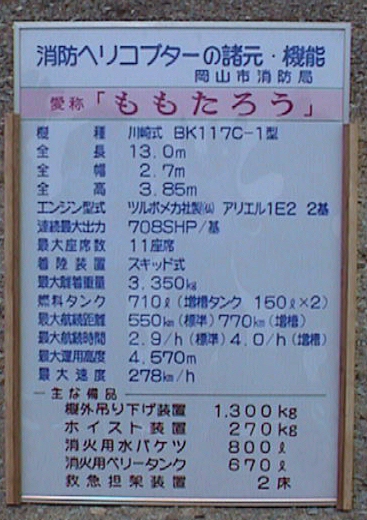 消防ヘリコプターの諸元・機能
岡山市消防局
愛称「ももたろう」
機種 川崎式 BK117C-1型
全長 13.0m
全幅 2.7m
全高 3.85m
エンジン型式 ツルボメカ社製㈹ アリエル1E2 2基
連続最大出力 708SHP/基
最大座席数 11座席
着陸装置 スキッド式
最大離着重量 3,350kg
燃料タンク 710ℓ(増槽タンク 150ℓ×2)
最大航続距離 550km(標準)770km(増槽)
最大航続時間 2.9/h(標準)4.0/h(増槽)
最大運用高度 4,570m
最大速度 278km/h
主な備品
機外吊り下げ装置 1,300kg
ホイスト装置 270kg
消火用水バケツ 800ℓ
消火用ベリータンク 670ℓ
救急担架装置 2床